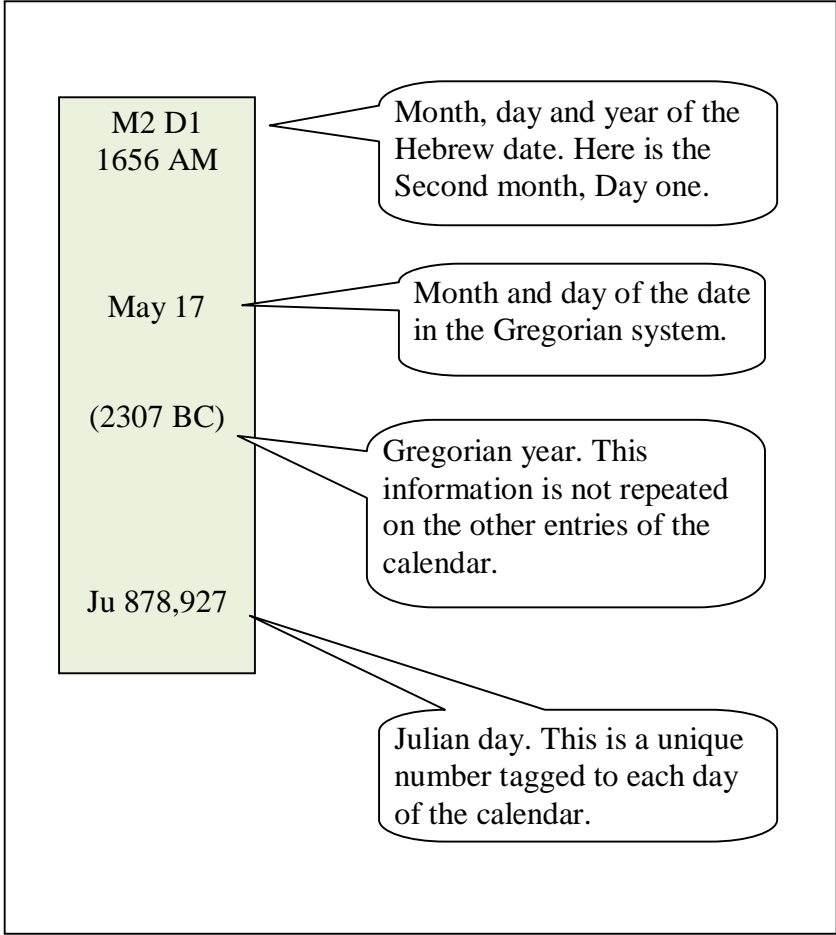 M2 D1
1656 AM
Month, day and year of the
Hebrew date. Here is the
Second month, Day one.
May 17
Month and day of the date
in the Gregorian system.
(2307 BC)
Gregorian year. This
information is not repeated
on the other entries of the
calendar.
Ju 878,927
Julian day. This is a unique
number tagged to each day
of the calendar.